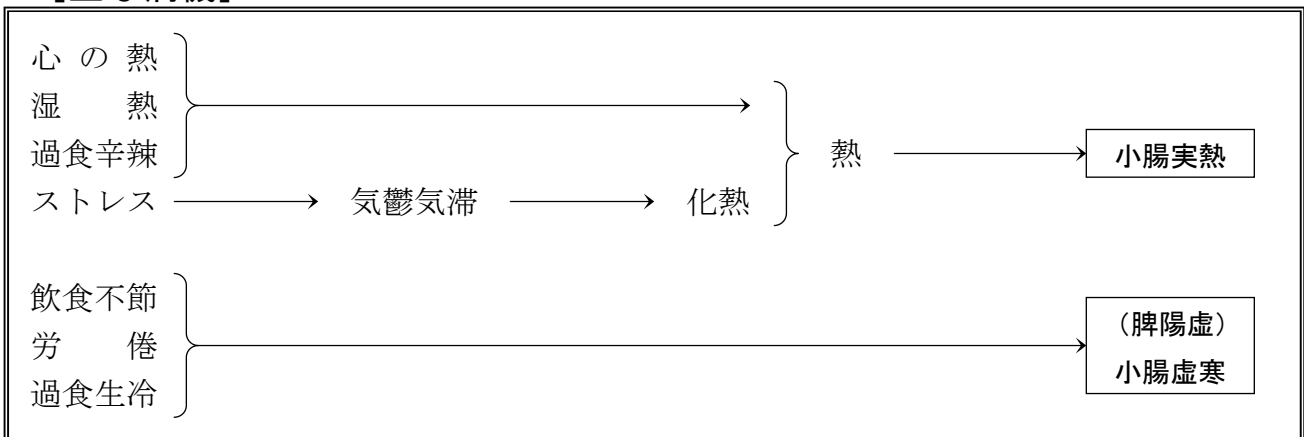 心の熱
湿熱
過食辛辣
熱
小腸実熱
ストレス
気鬱気滞
化熱
飲食不節
労倦
過食生冷
（脾陽虚）
小腸虚寒